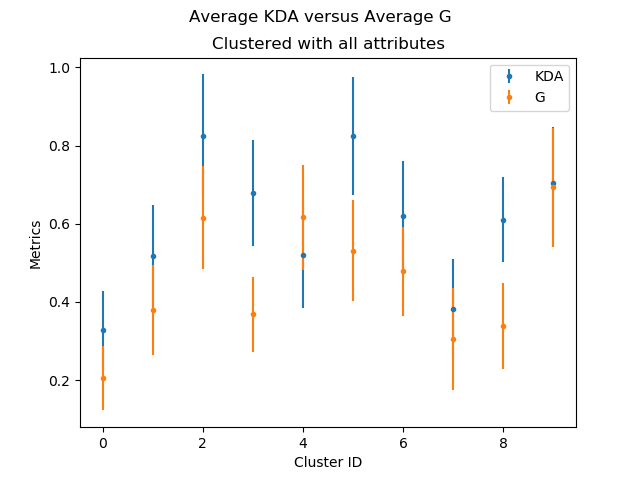 Average KDA versus Average G
Clustered with all attributes
1.0
0.8
0.6
0.4
0.2
Metrics
KDA
G
0 2 4 6 8
Cluster ID